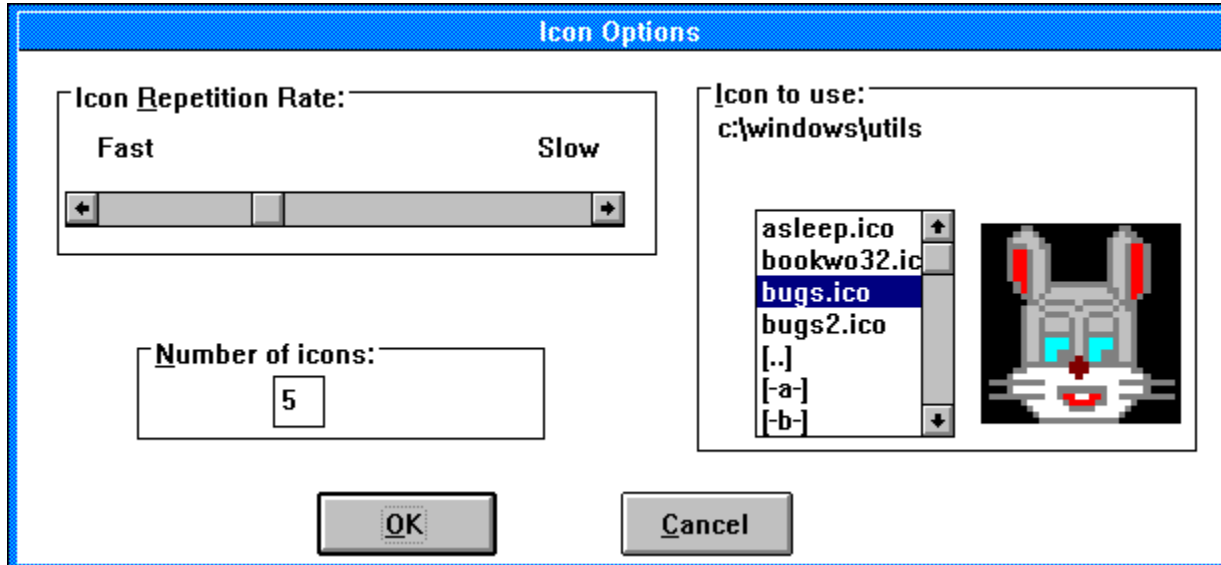 Icon Options
Icon Repetition Rate:
Fast Slow
Number of icons:
5
Icon to use:
c:\windows\utils
asleep.ico
bookwo32.ic
bugs.ico
bugs2.ico
[..]
[-a-]
[-b-]
OK
Cancel